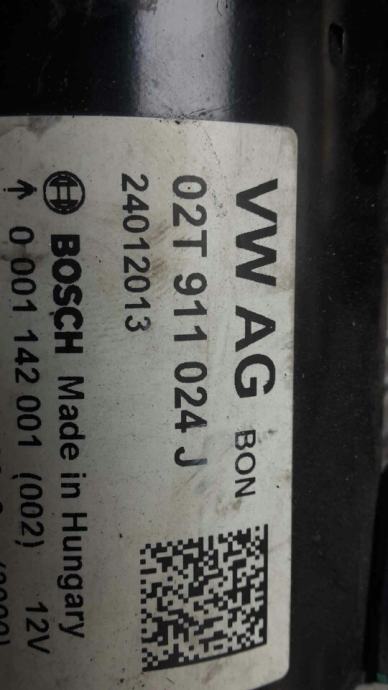 VW AG BON
02T 911 024 J
24012013
BOSCH Made in Hungary
0 001 142 001 (002) 12V